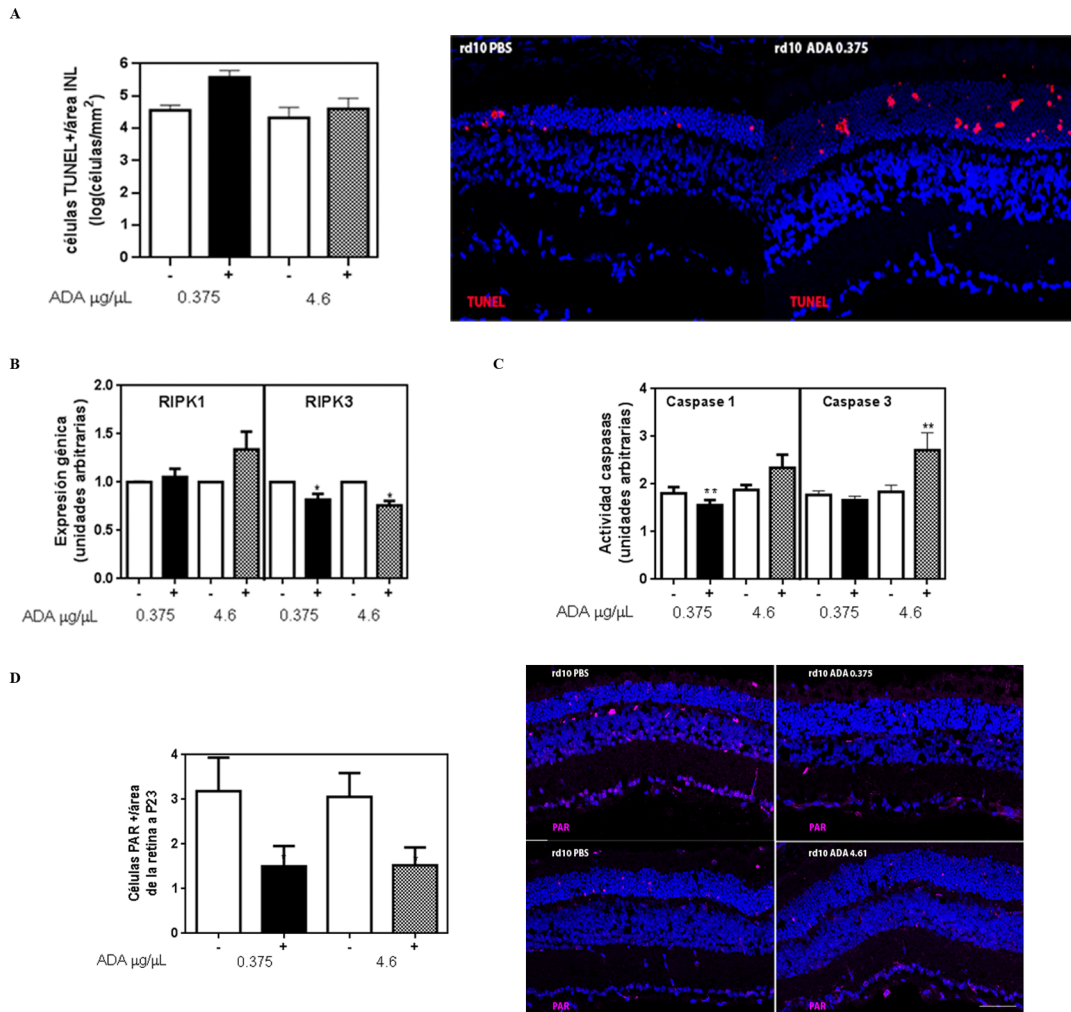 A
células TUNEL+/área INL
(log(células/mm²)
6
5
4
3
2
1
0
- + - +
ADA µg/µL 0.375 4.6
rd10 PBS
rd10 ADA 0.375
TUNEL
TUNEL
B
Expresión génica
(unidades arbitrarias)
2.0
1.5
1.0
0.5
0.0
RIPK1 RIPK3
* *
- + - + - + - +
ADA µg/µL 0.375 4.6 0.375 4.6
C
Actividad caspasas
(unidades arbitrarias)
4
3
2
1
0
Caspase 1 Caspase 3
** **
- + - + - + - +
ADA µg/µL 0.375 4.6 0.375 4.6
D
Células PAR +/área
de la retina a P23
4
3
2
1
0
- + - +
ADA µg/µL 0.375 4.6
rd10 PBS
rd10 ADA 0.375
PAR
PAR
rd10 PBS
rd10 ADA 4.61
PAR
PAR